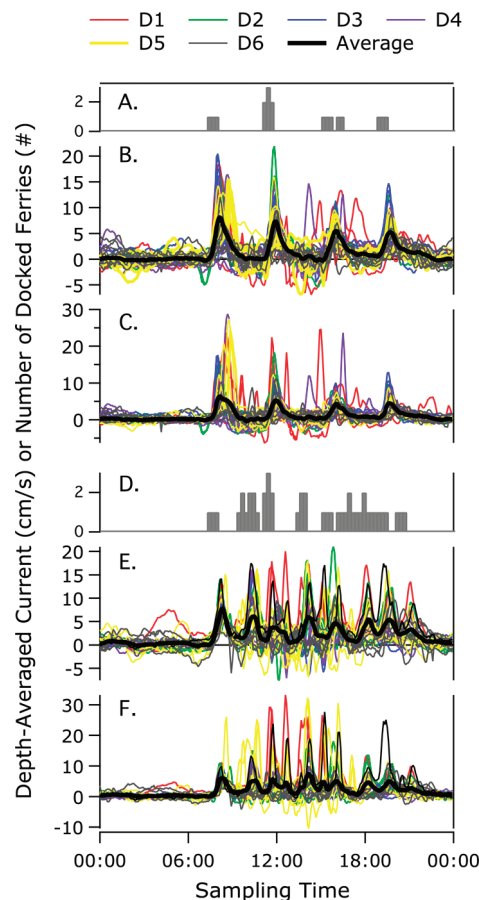 D1 D2 D3 D4
D5 D6 Average
Depth-Averaged Current (cm/s) or Number of Docked Ferries (#)
A.
2
0
B.
20
15
10
5
0
-5
C.
30
20
10
0
D.
2
0
E.
20
15
10
5
0
-5
F.
30
20
10
0
-10
00:00 06:00 12:00 18:00 00:00
Sampling Time